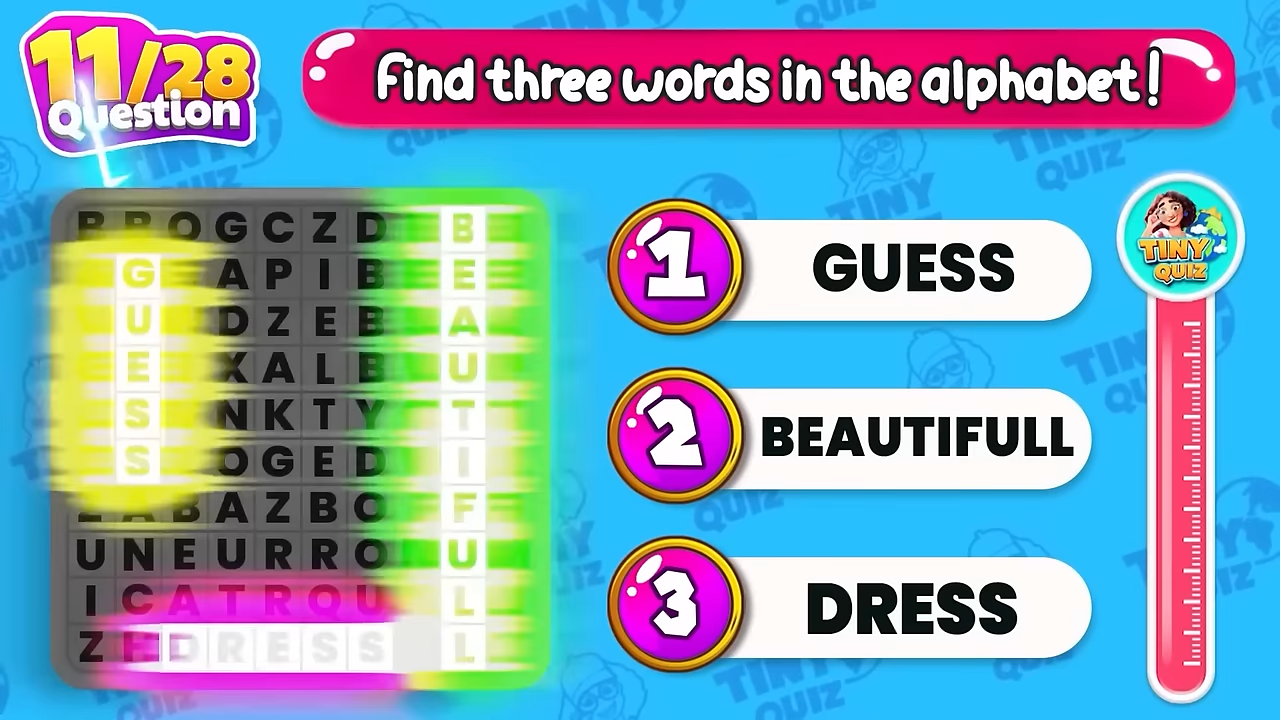 11/28
Question
Find three words in the alphabet!
TINY
QUIZ
O G C Z D B
G A P I B E
U D Z E B A
E X A L B U
S N K T Y T
S O G E D I
A B A Z B O F
U N E U R R O U
I C A T R Q U L
Z D R E S S L
1 GUESS
2 BEAUTIFULL
3 DRESS